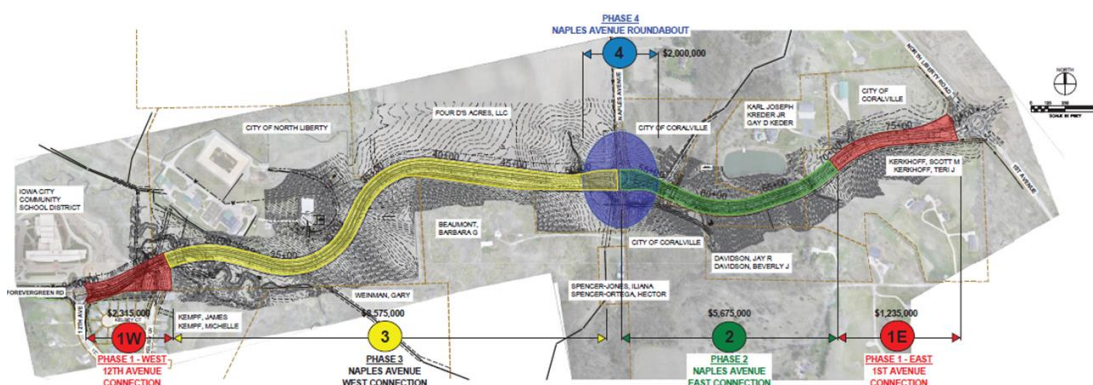 PHASE 4
NAPLES AVENUE ROUNDABOUT
4
$2,000,000
NORTH
SCALE IN FEET
NORTH LIBERTY ROAD
NAPLES AVENUE
CITY OF NORTH LIBERTY
FOUR D'S ACRES, LLC
CITY OF CORALVILLE
KARL JOSEPH
KREDER JR
GAY D KEDER
CITY OF
CORALVILLE
KERKHOFF, SCOTT M
KERKHOFF, TERI J
1ST AVENUE
IOWA CITY
COMMUNITY
SCHOOL DISTRICT
BEAUMONT,
BARBARA G
CITY OF CORALVILLE
DAVIDSON, JAY R
DAVIDSON, BEVERLY J
SPENCER-JONES, ILIANA
SPENCER-ORTEGA, HECTOR
WEINMAN, GARY
FOREVERGREEN RD
12TH AVE
KELSEY CT
KEMPF, JAMES
KEMPF, MICHELLE
$2,315,000
$5,675,000
$1,235,000
1W
3
2
1E
PHASE 1 - WEST
12TH AVENUE
CONNECTION
PHASE 3
NAPLES AVENUE
WEST CONNECTION
PHASE 2
NAPLES AVENUE
EAST CONNECTION
PHASE 1 - EAST
1ST AVENUE
CONNECTION